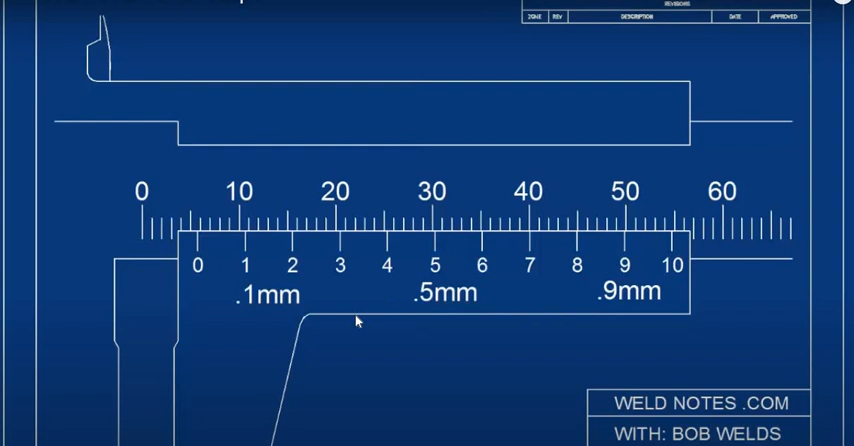 REVISIONS
ZONE REV DESCRIPTION DATE APPROVED
0 10 20 30 40 50 60
0 1 2 3 4 5 6 7 8 9 10
.1mm .5mm .9mm
WELD NOTES .COM
WITH: BOB WELDS